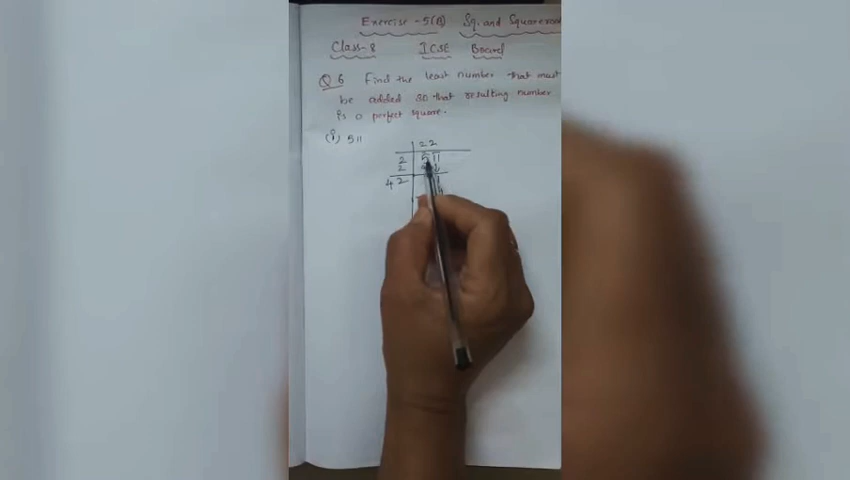 Exercise - 5(B) Sq. and Square root
Class-8 ICSE Board
Q 6 Find the least number that must
be added so that resulting number
is a perfect square.
(i) 511
22
2 511
2
42